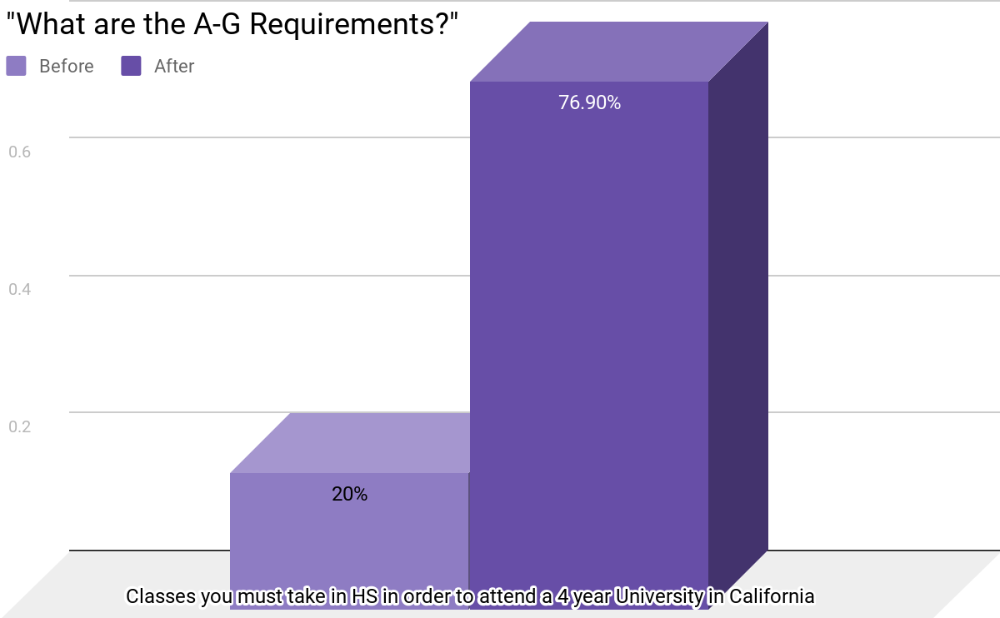 "What are the A-G Requirements?"
Before After
76.90%
0.6
0.4
0.2
20%
Classes you must take in HS in order to attend a 4 year University in California